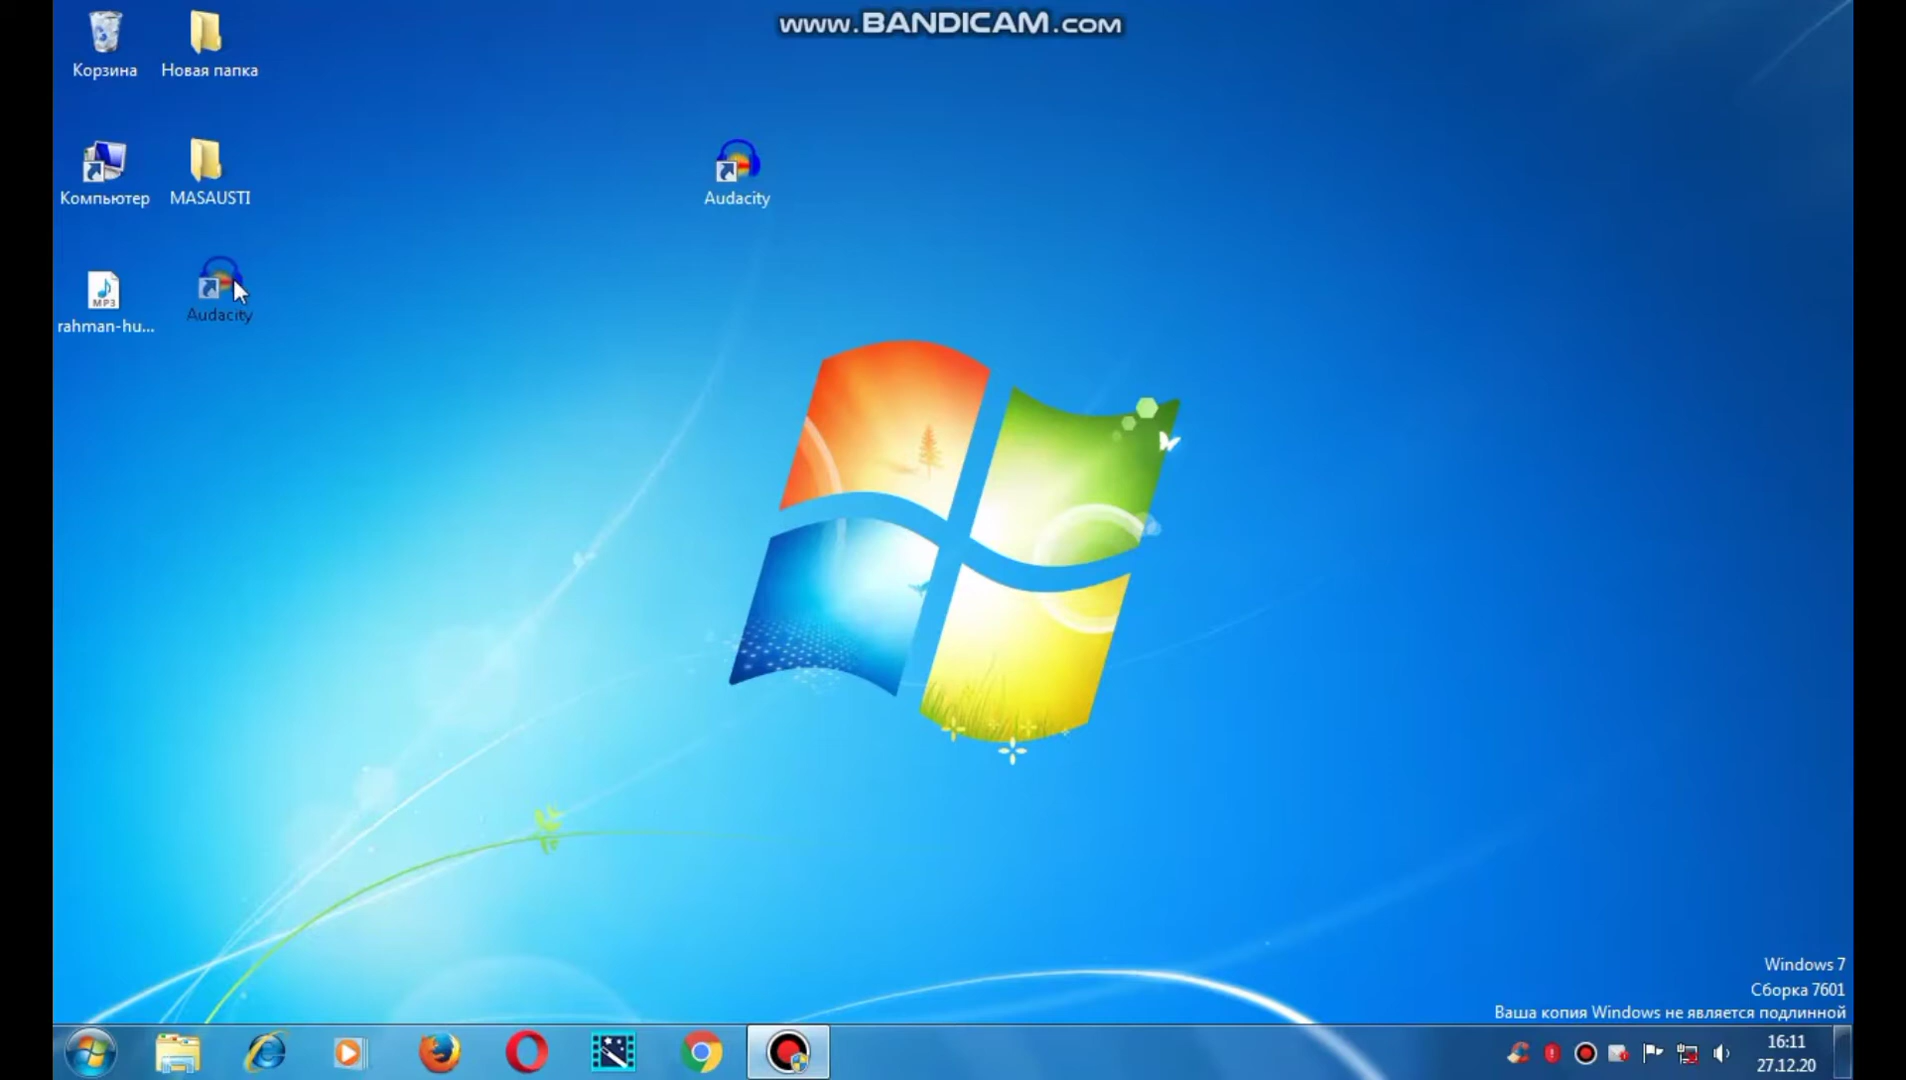 www.BANDICAM.com
Корзина
Новая папка
Компьютер
MASAUSTI
Audacity
rahman-hu...
MP3
Audacity
Windows 7
Сборка 7601
Ваша копия Windows не является подлинной
16:11
27.12.20